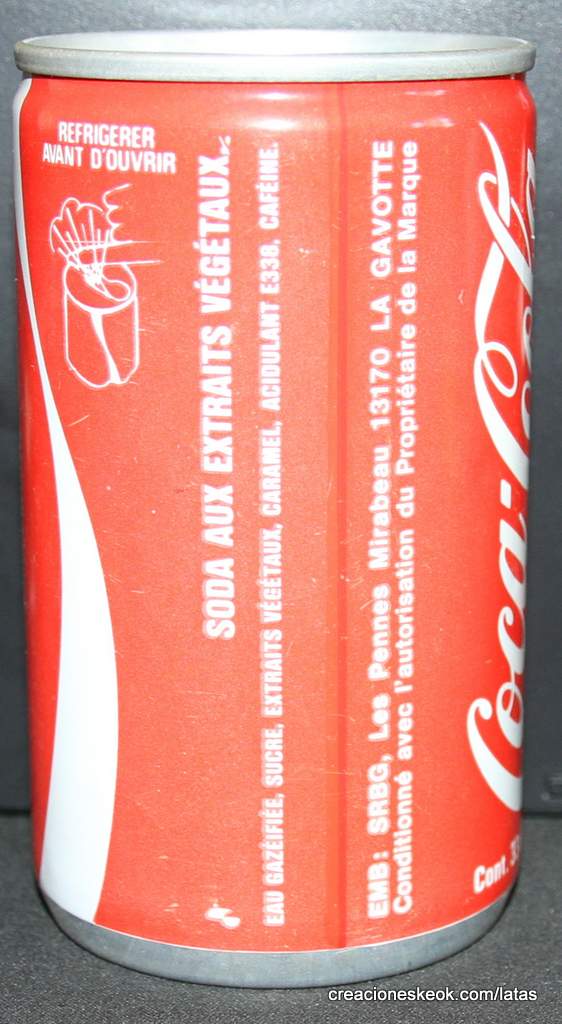 REFRIGERER
AVANT D'OUVRIR
SODA AUX EXTRAITS VÉGÉTAUX.
EAU GAZÉIFIÉE, SUCRE, EXTRAITS VÉGÉTAUX, CARAMEL, ACIDULANT E338, CAFÉINE.
EMB: SRBG, Les Pennes Mirabeau 13170 LA GAVOTTE
Conditionné avec l'autorisation du Propriétaire de la Marque
Coca-Cola
Cont.
creacioneskeok.com/latas